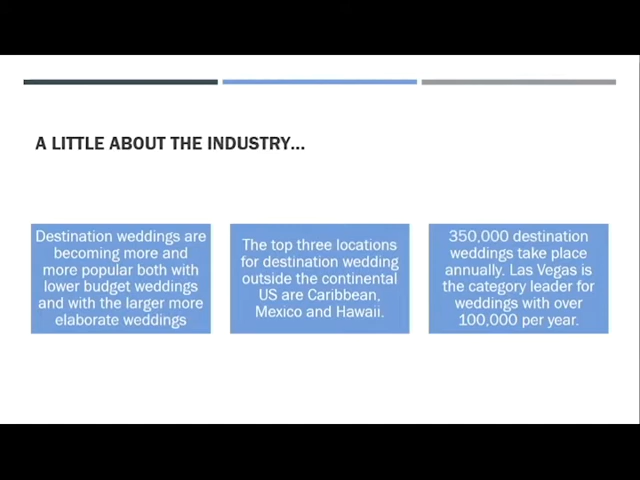 A LITTLE ABOUT THE INDUSTRY...
Destination weddings are
becoming more and
more popular both with
lower budget weddings
and with the larger more
elaborate weddings
The top three locations
for destination wedding
outside the continental
US are Caribbean,
Mexico and Hawaii.
350,000 destination
weddings take place
annually. Las Vegas is
the category leader for
weddings with over
100,000 per year.